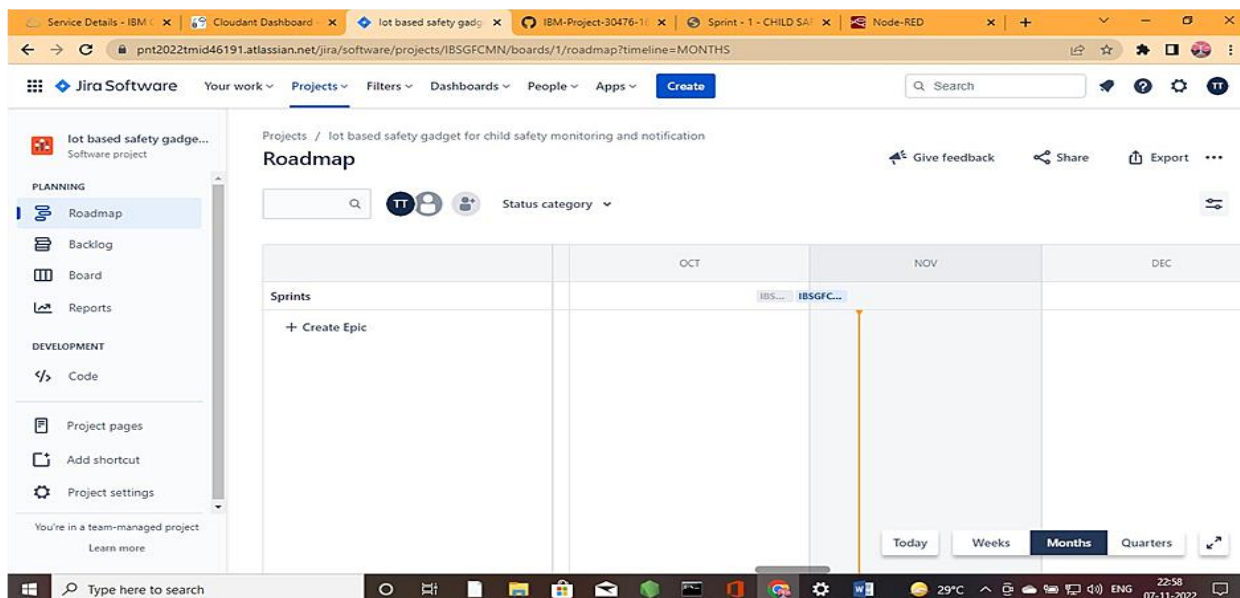 Service Details - IBM C
Cloudant Dashboard
Iot based safety gadg
IBM-Project-30476-16
Sprint - 1 - CHILD SA
Node-RED
pnt2022tmid46191.atlassian.net/jira/software/projects/IBSGFCMN/boards/1/roadmap?timeline=MONTHS
Jira Software Your work Projects Filters Dashboards People Apps Create Search TT
Iot based safety gadge...
Software project
PLANNING
Roadmap
Backlog
Board
Reports
DEVELOPMENT
Code
Project pages
Add shortcut
Project settings
You're in a team-managed project
Learn more
Projects / Iot based safety gadget for child safety monitoring and notification
Roadmap
Give feedback Share Export
TT Status category
OCT NOV DEC
Sprints IBS... IBSGFC...
+ Create Epic
Today Weeks Months Quarters
Type here to search 29°C ENG 22:58
07-11-2022